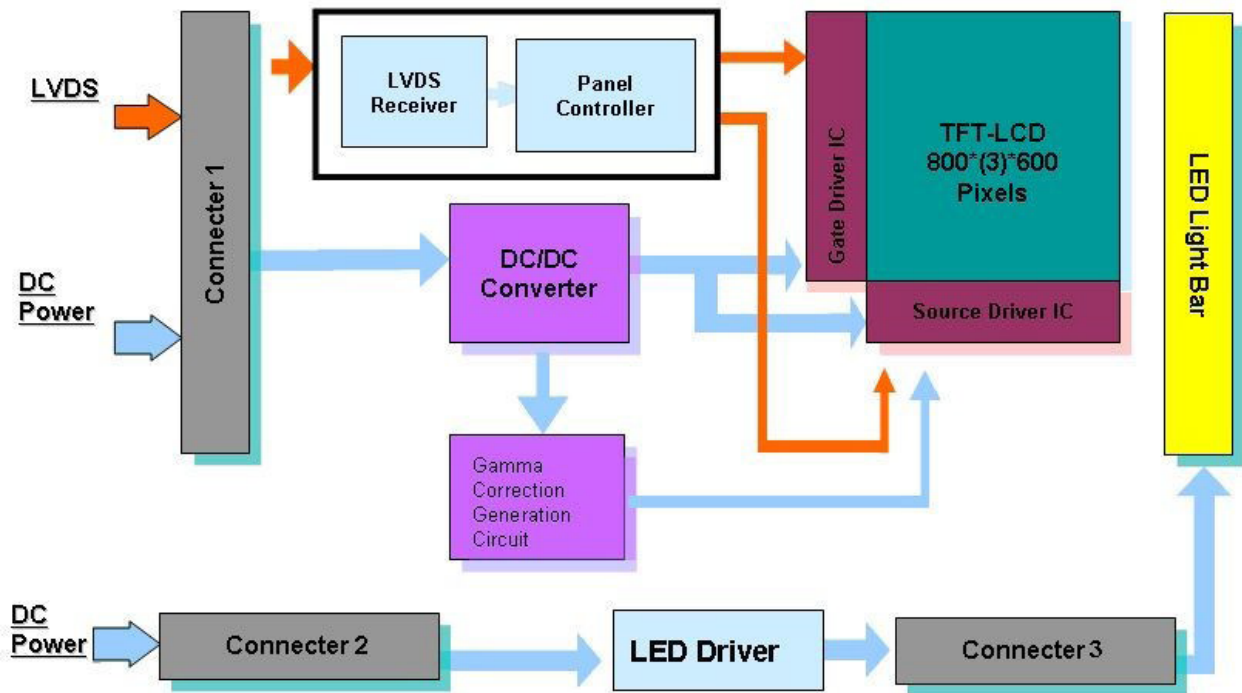 LVDS
DC
Power
Connecter 1
LVDS
Receiver
Panel
Controller
DC/DC
Converter
Gamma
Correction
Generation
Circuit
Gate Driver IC
TFT-LCD
800*(3)*600
Pixels
Source Driver IC
LED Light Bar
DC
Power
Connecter 2
LED Driver
Connecter 3